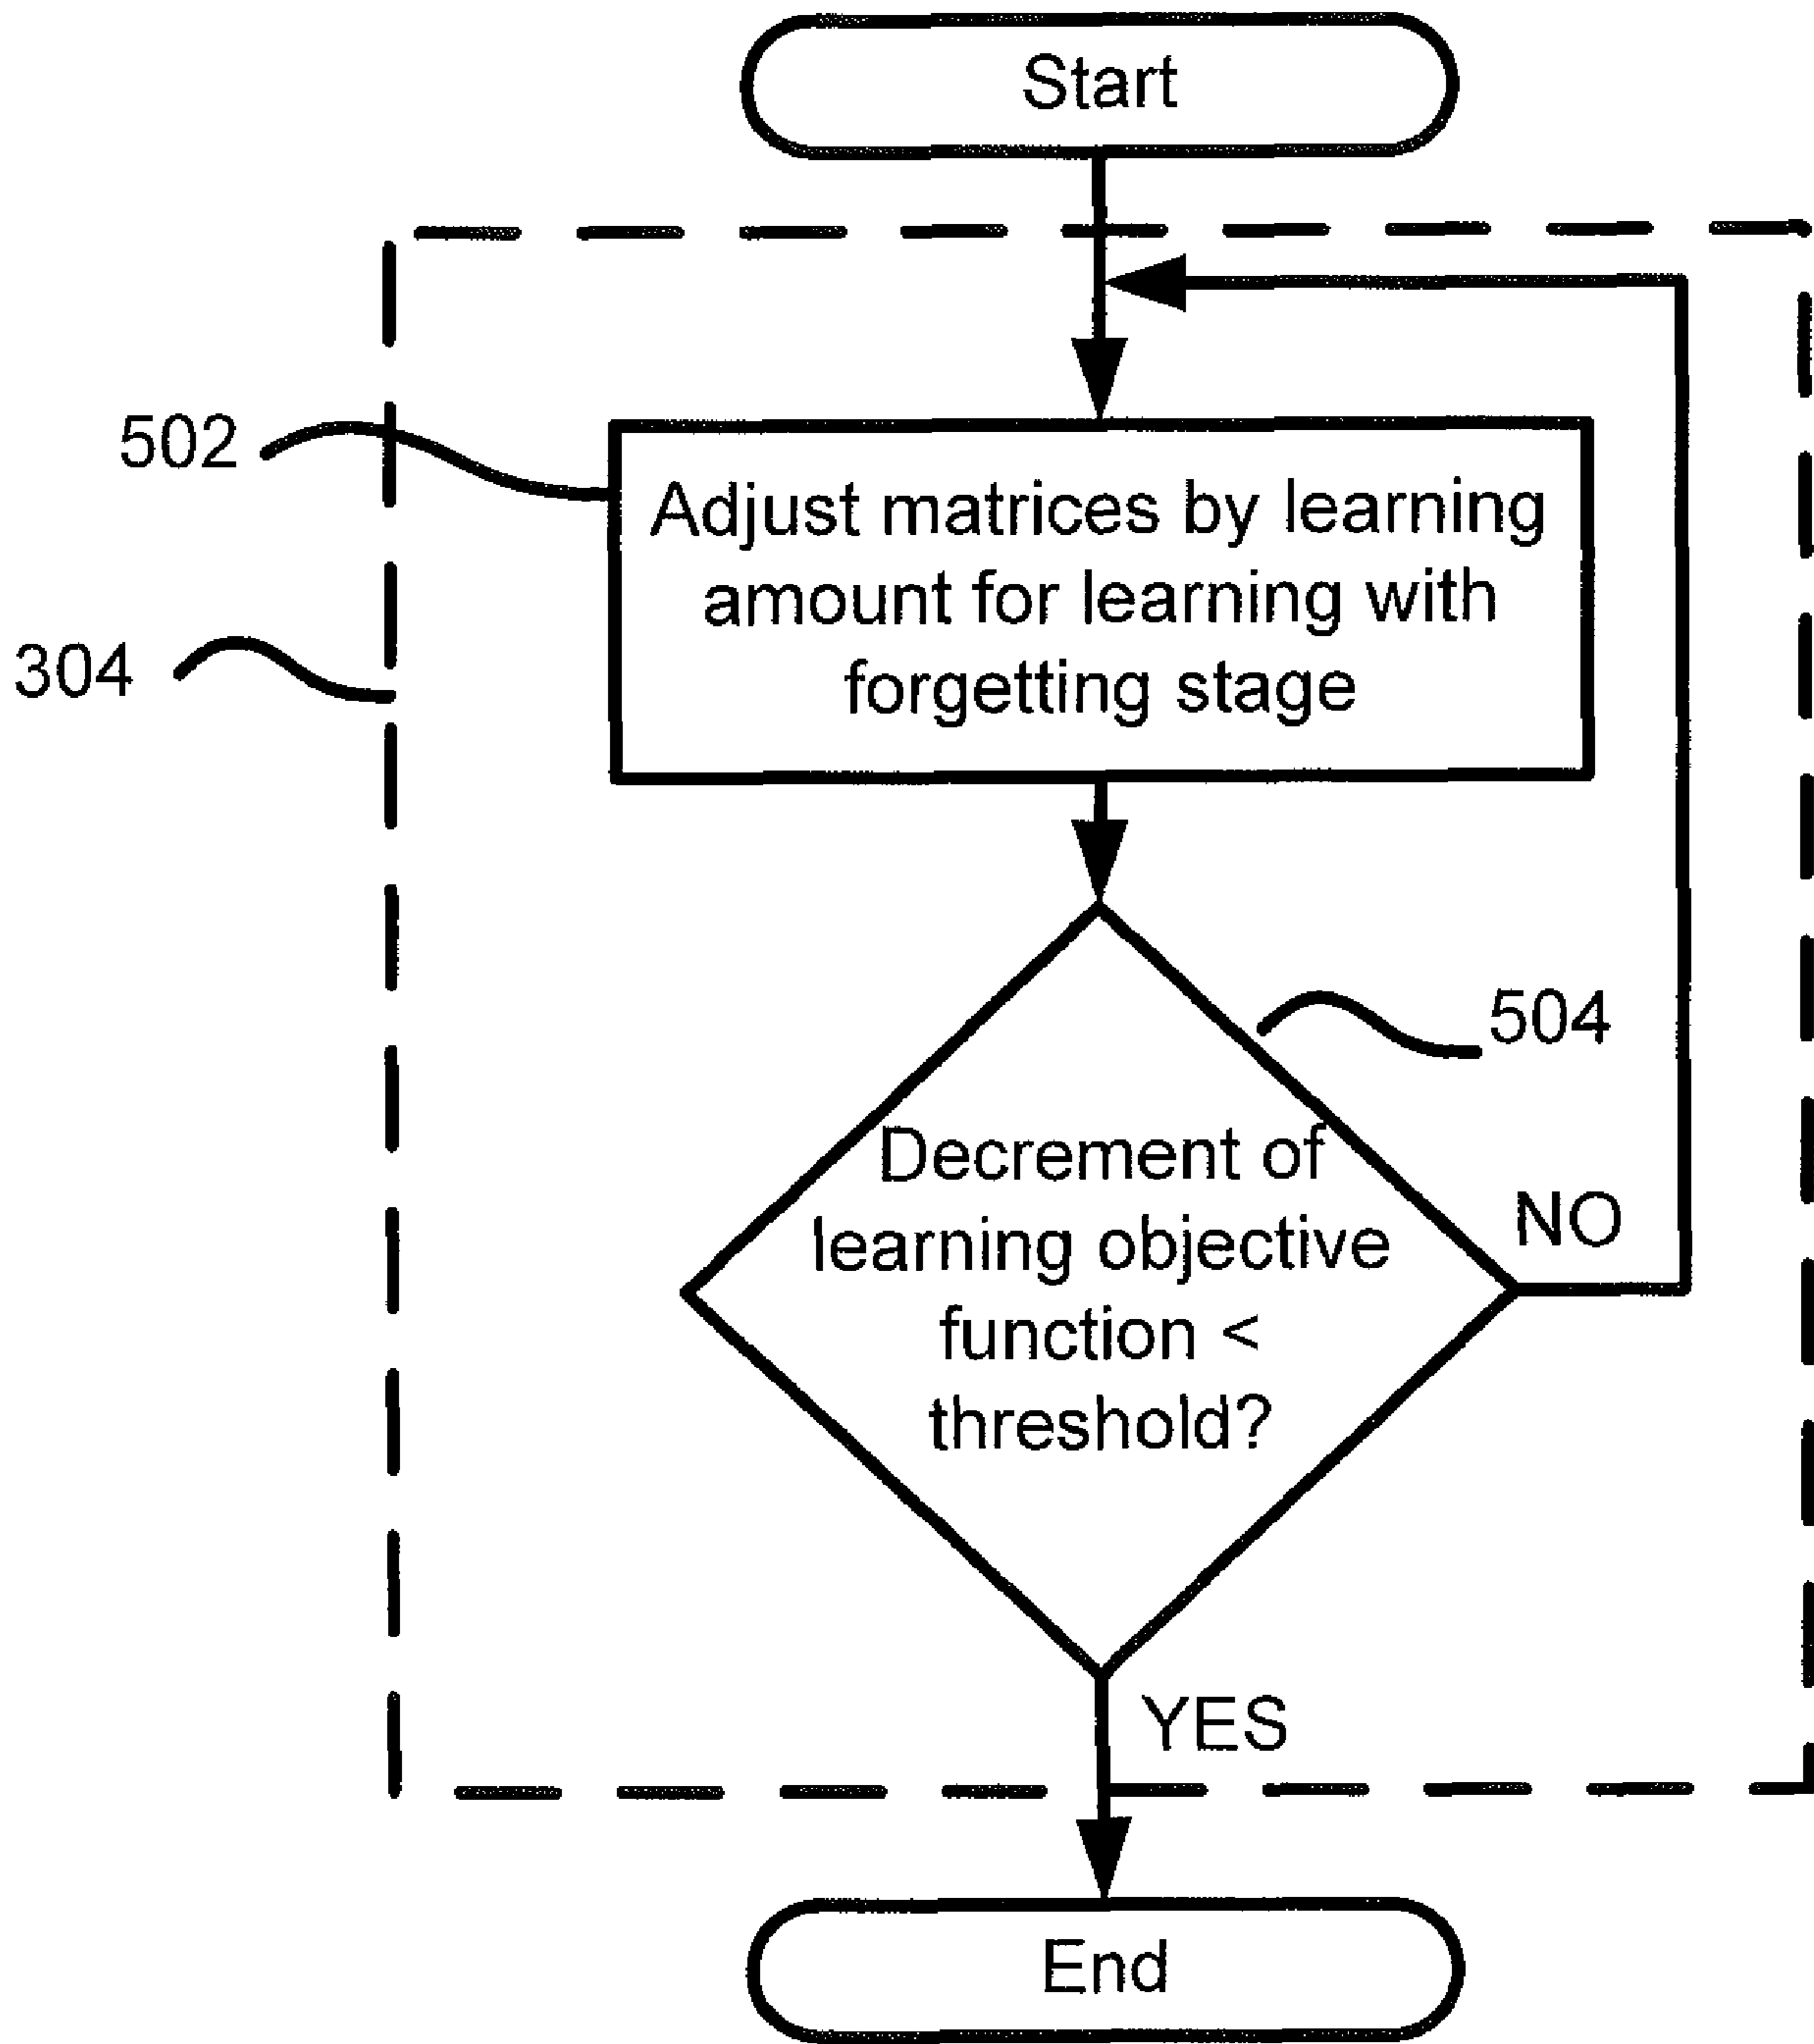 Start
502
Adjust matrices by learning
amount for learning with
forgetting stage
304
504
Decrement of
learning objective
function <
threshold?
NO
YES
End